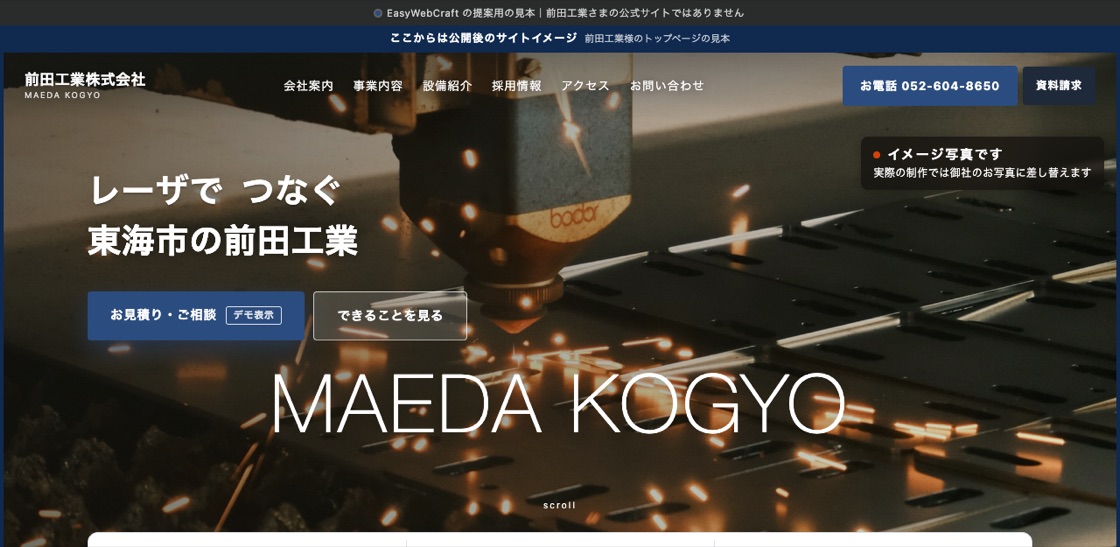 EasyWebCraft の提案用の見本 | 前田工業さまの公式サイトではありません
ここからは公開後のサイトイメージ 前田工業様のトップページの見本
前田工業株式会社
MAEDA KOGYO
会社案内 事業内容 設備紹介 採用情報 アクセス お問い合わせ
お電話 052-604-8650
資料請求
イメージ写真です
実際の制作では御社のお写真に差し替えます
レーザで つなぐ
東海市の前田工業
bodor
お見積り・ご相談 デモ表示
できることを見る
MAEDA KOGYO
scroll